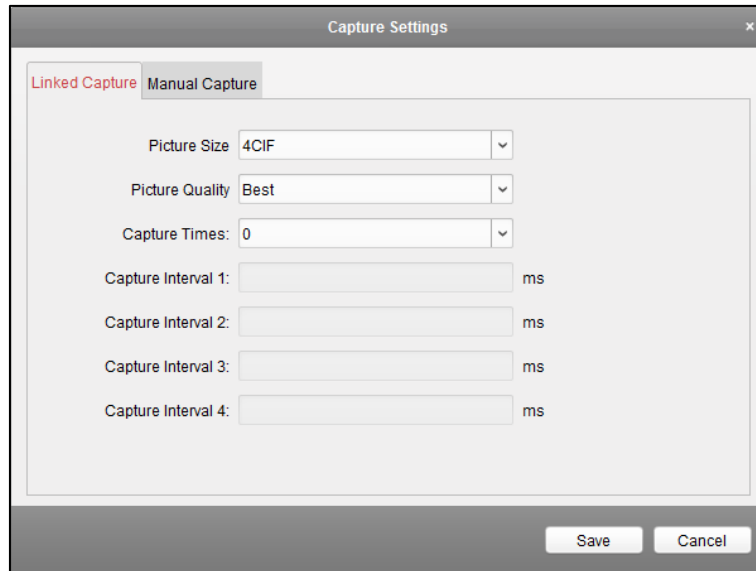 Capture Settings ×
Linked Capture Manual Capture
Picture Size 4CIF
Picture Quality Best
Capture Times: 0
Capture Interval 1: ms
Capture Interval 2: ms
Capture Interval 3: ms
Capture Interval 4: ms
Save Cancel